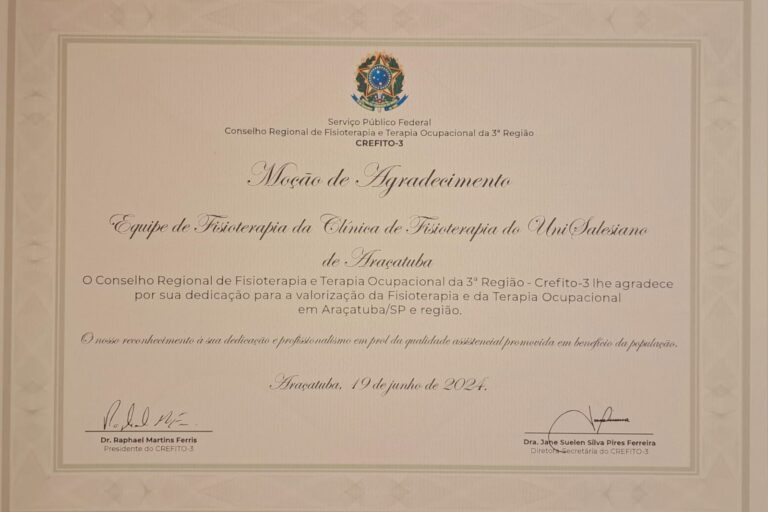 Serviço Público Federal
Conselho Regional de Fisioterapia e Terapia Ocupacional da 3ª Região
CREFITO-3
Moção de Agradecimento
Equipe de Fisioterapia da Clínica de Fisioterapia do UniSalesiano
de Araçatuba
O Conselho Regional de Fisioterapia e Terapia Ocupacional da 3ª Região - Crefito-3 lhe agradece
por sua dedicação para a valorização da Fisioterapia e da Terapia Ocupacional
em Araçatuba/SP e região.
O nosso reconhecimento à sua dedicação e profissionalismo em prol da qualidade assistencial promovida em benefício da população.
Araçatuba, 19 de junho de 2024.
Dr. Raphael Martins Ferris
Presidente do CREFITO-3
Dra. Jane Suelen Silva Pires Ferreira
Diretora Secretária do CREFITO-3